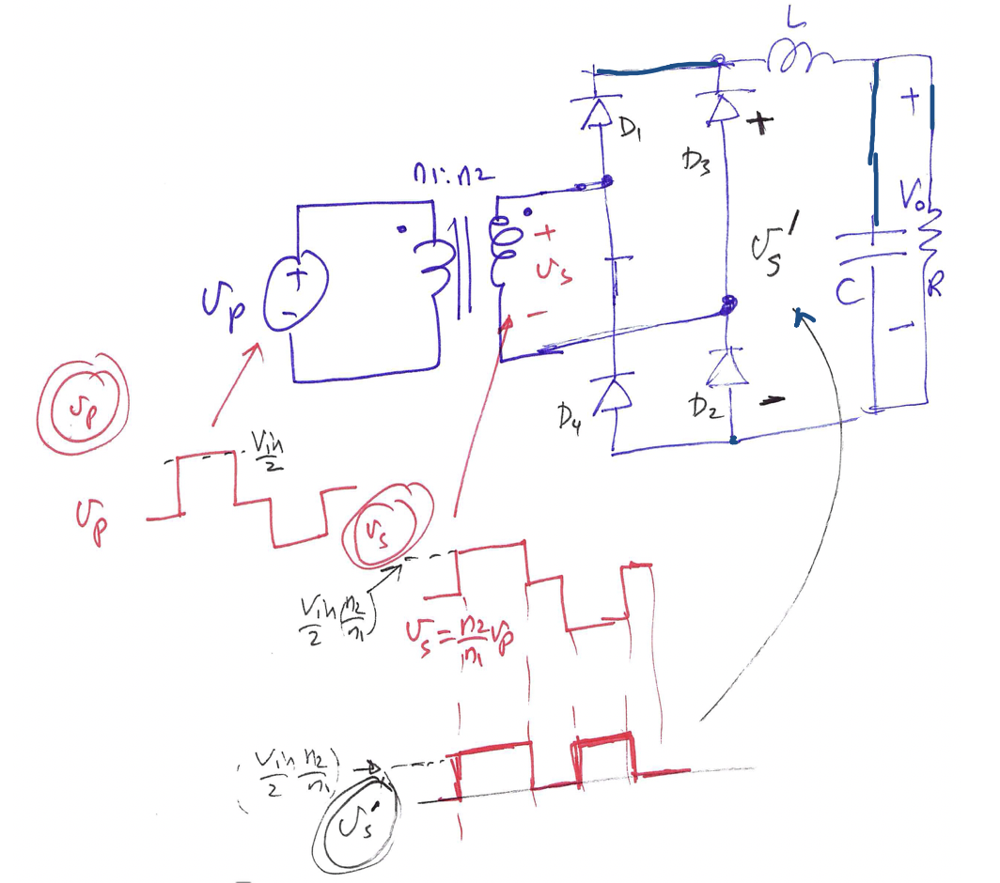 L
+
D1
+
D3
n1:n2
Vo
+
vs
vs'
+
vp
-
-
C
R
-
D4
D2
-
vp
Vin/2
vp
vs
Vin/2 (n2/n1)
vs = n2/n1 vp
(Vin/2 n2/n1)
vs'